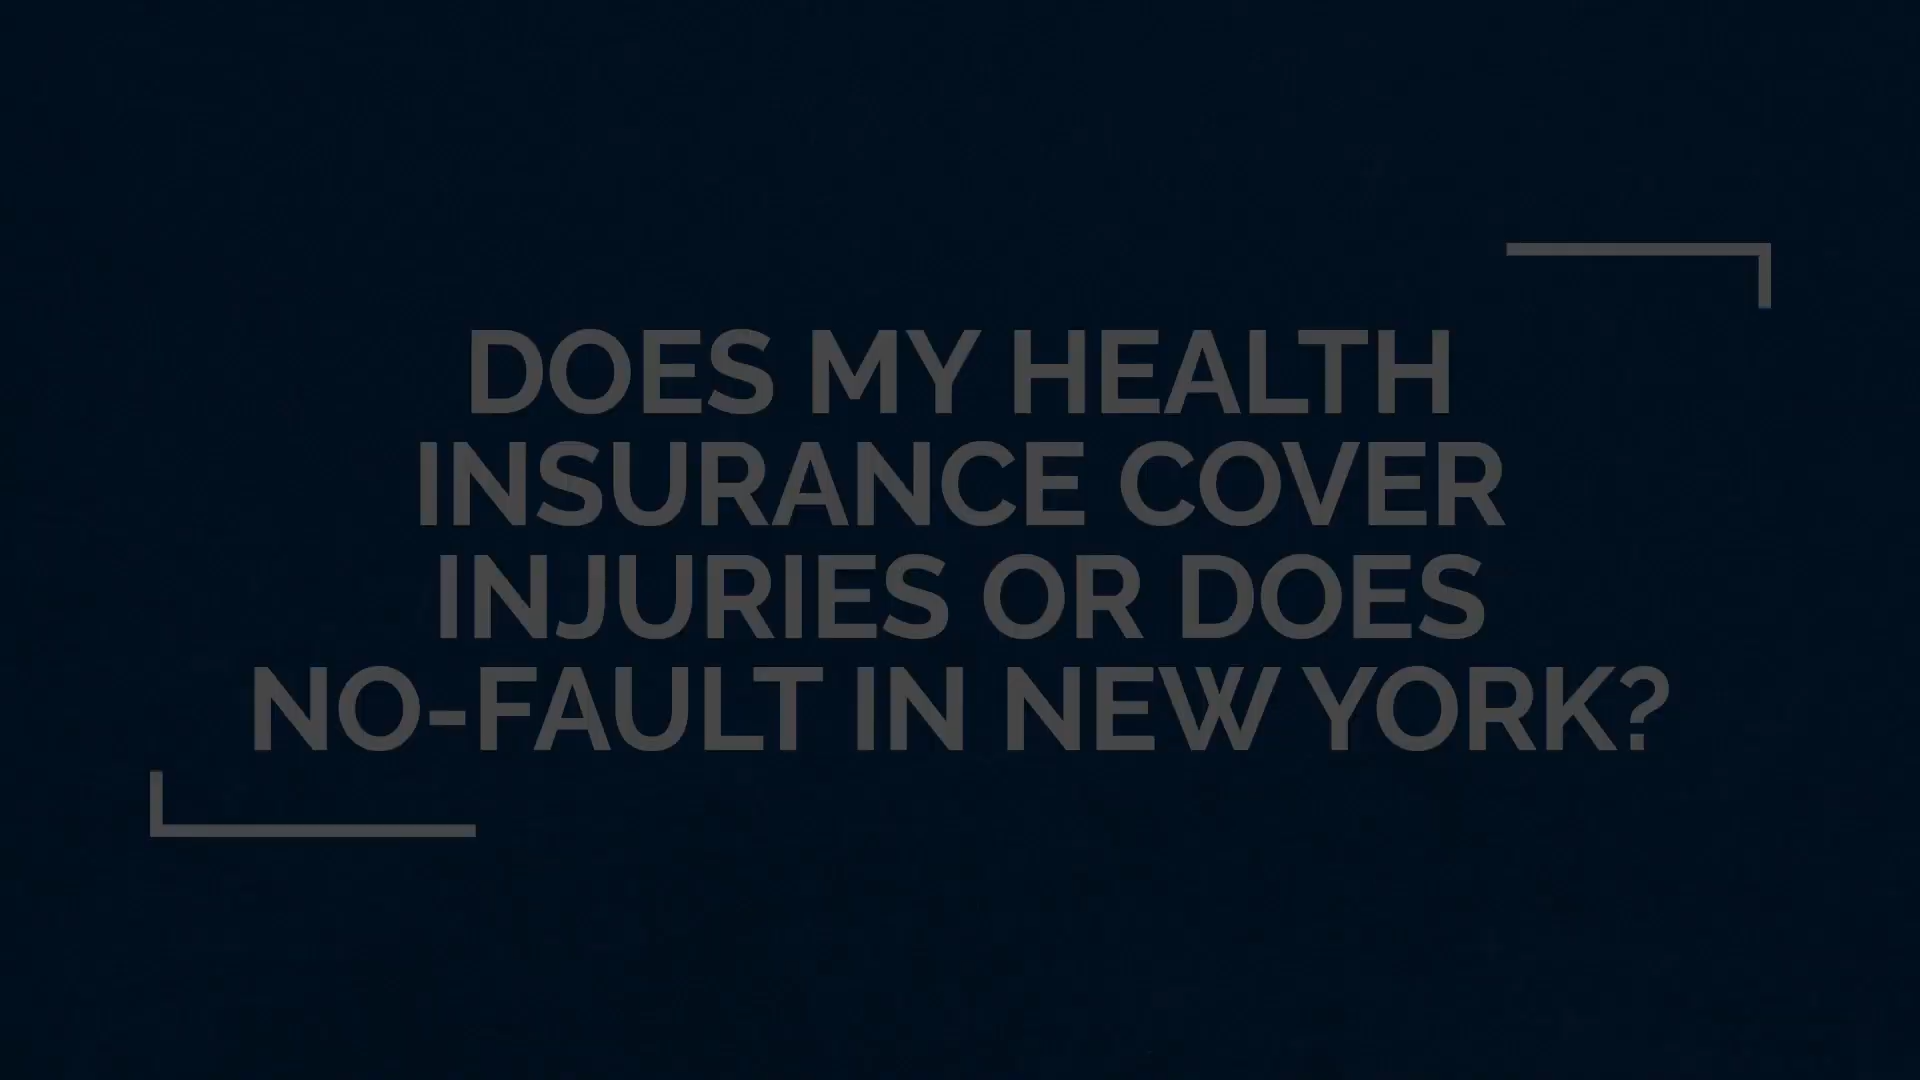 DOES MY HEALTH
INSURANCE COVER
INJURIES OR DOES
NO-FAULT IN NEW YORK?